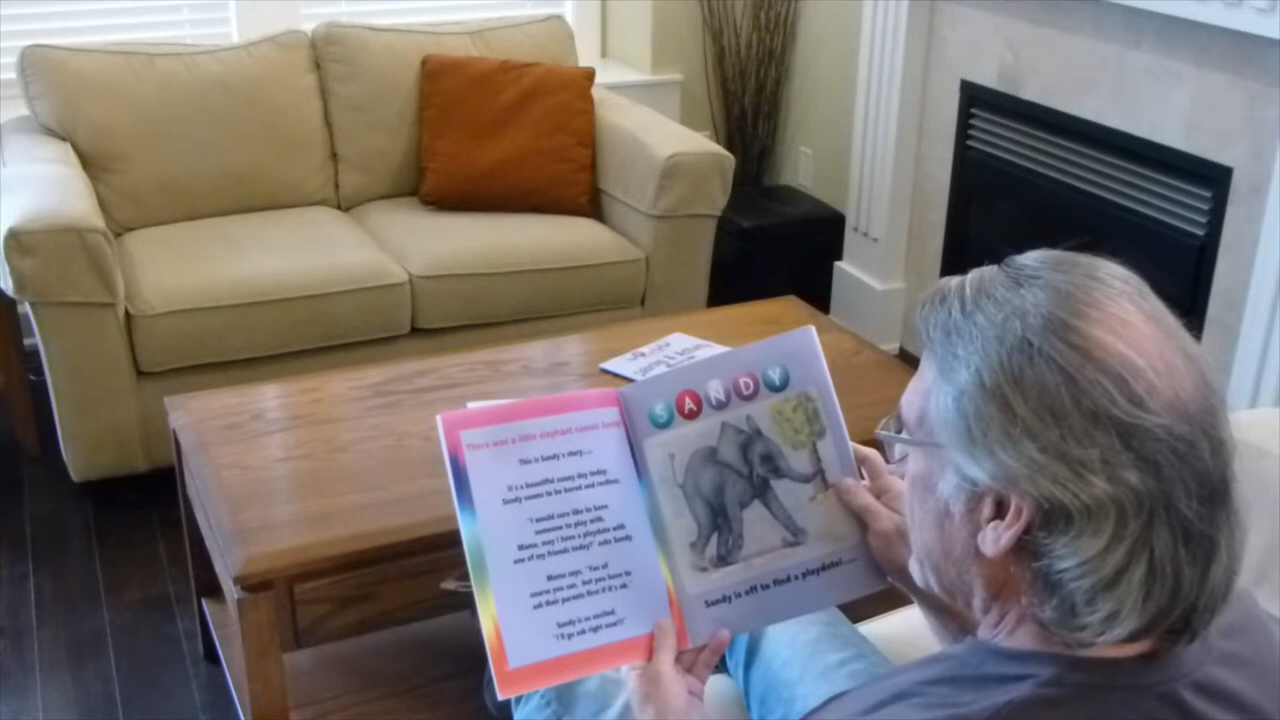 There was a little elephant names Sandy
This is Sandy's story.....
It's a beautiful sunny day today.
Sandy seems to be bored and restless.
"I would sure like to have
someone to play with,
Mama, may I have a playdate with
one of my friends today?" asks Sandy.
Mama says, "Yes of
course you can, but you have to
ask their parents first if it's ok."
Sandy is so excited,
"I'll go ask right now!!!"
SANDY
Sandy is off to find a playdate!....
& Activity